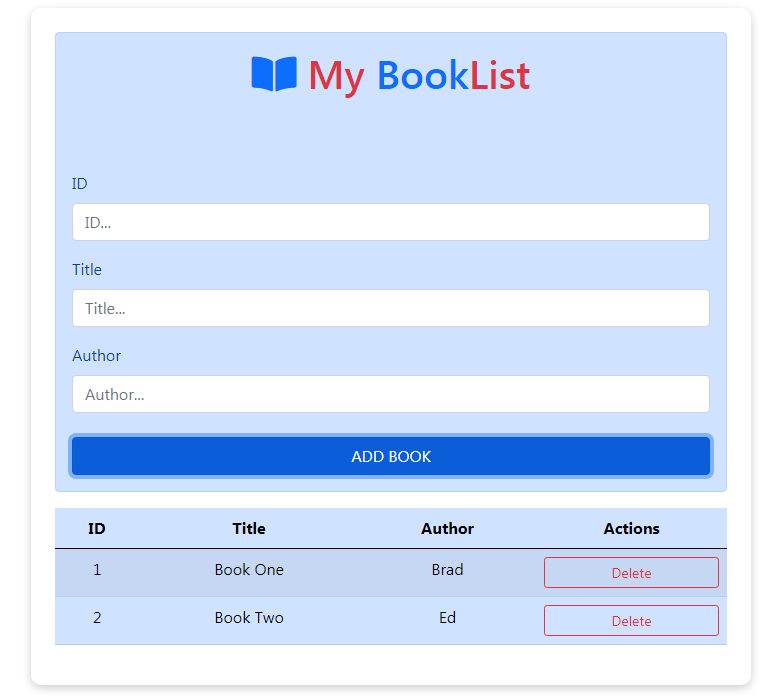 My BookList
ID
ID...
Title
Title...
Author
Author...
ADD BOOK
ID Title Author Actions
1 Book One Brad Delete
2 Book Two Ed Delete